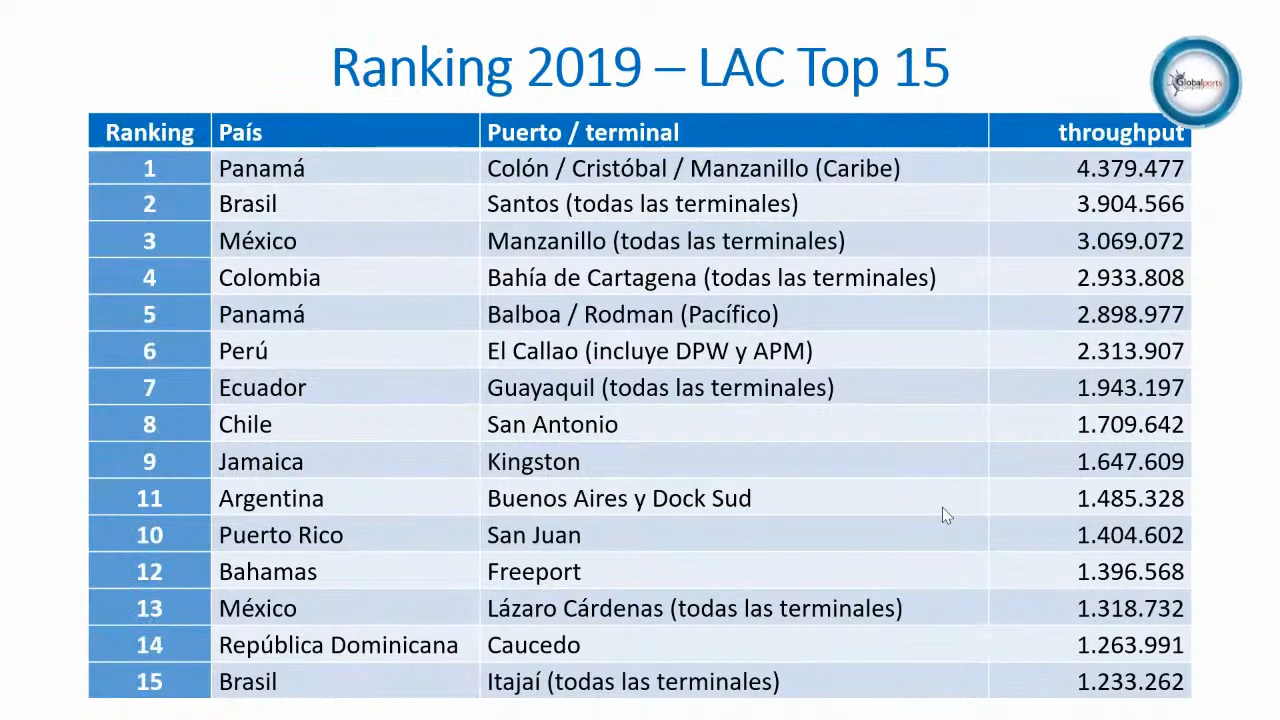 Ranking 2019 – LAC Top 15
Globalports
Ranking País Puerto / terminal throughput
1 Panamá Colón / Cristóbal / Manzanillo (Caribe) 4.379.477
2 Brasil Santos (todas las terminales) 3.904.566
3 México Manzanillo (todas las terminales) 3.069.072
4 Colombia Bahía de Cartagena (todas las terminales) 2.933.808
5 Panamá Balboa / Rodman (Pacífico) 2.898.977
6 Perú El Callao (incluye DPW y APM) 2.313.907
7 Ecuador Guayaquil (todas las terminales) 1.943.197
8 Chile San Antonio 1.709.642
9 Jamaica Kingston 1.647.609
11 Argentina Buenos Aires y Dock Sud 1.485.328
10 Puerto Rico San Juan 1.404.602
12 Bahamas Freeport 1.396.568
13 México Lázaro Cárdenas (todas las terminales) 1.318.732
14 República Dominicana Caucedo 1.263.991
15 Brasil Itajaí (todas las terminales) 1.233.262